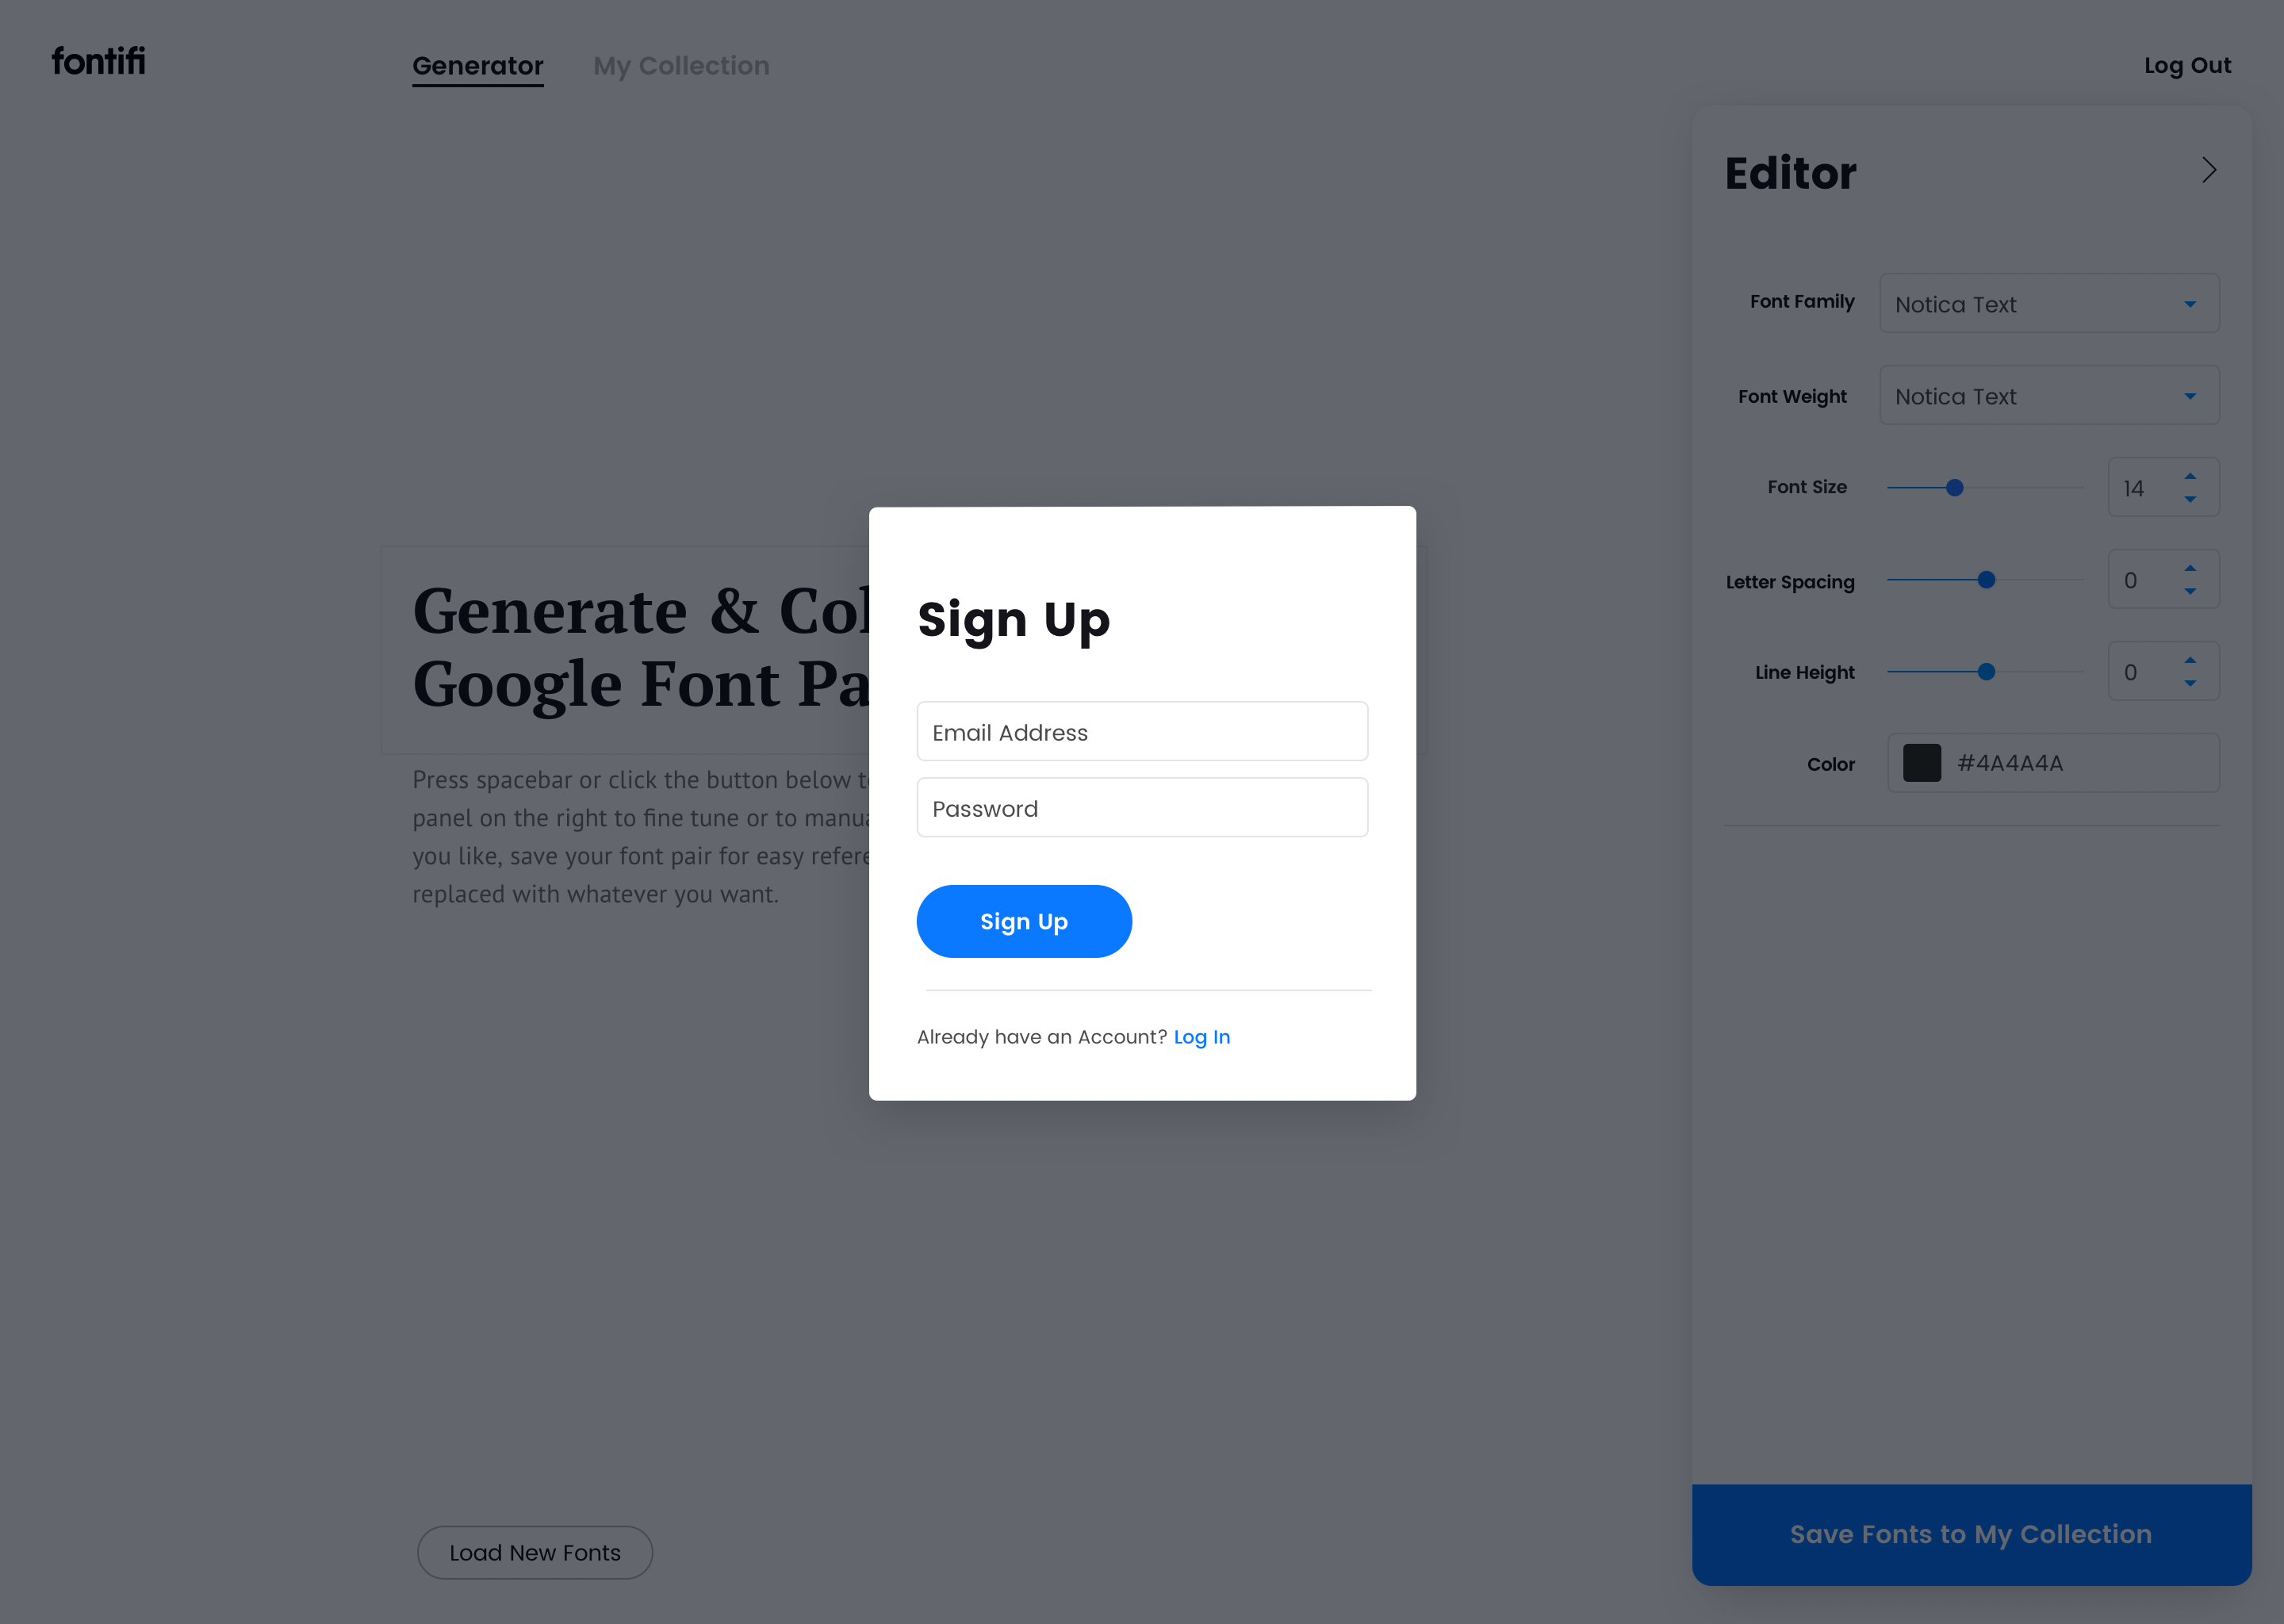 fontifi
Generator
My Collection
Log Out
Editor
Font Family
Notica Text
Font Weight
Notica Text
Font Size
14
Letter Spacing
0
Line Height
0
Color
#4A4A4A
Save Fonts to My Collection
Generate & Col
Google Font Pa
Press spacebar or click the button below t
panel on the right to fine tune or to manua
you like, save your font pair for easy refere
replaced with whatever you want.
Load New Fonts
Sign Up
Email Address
Password
Sign Up
Already have an Account? Log In